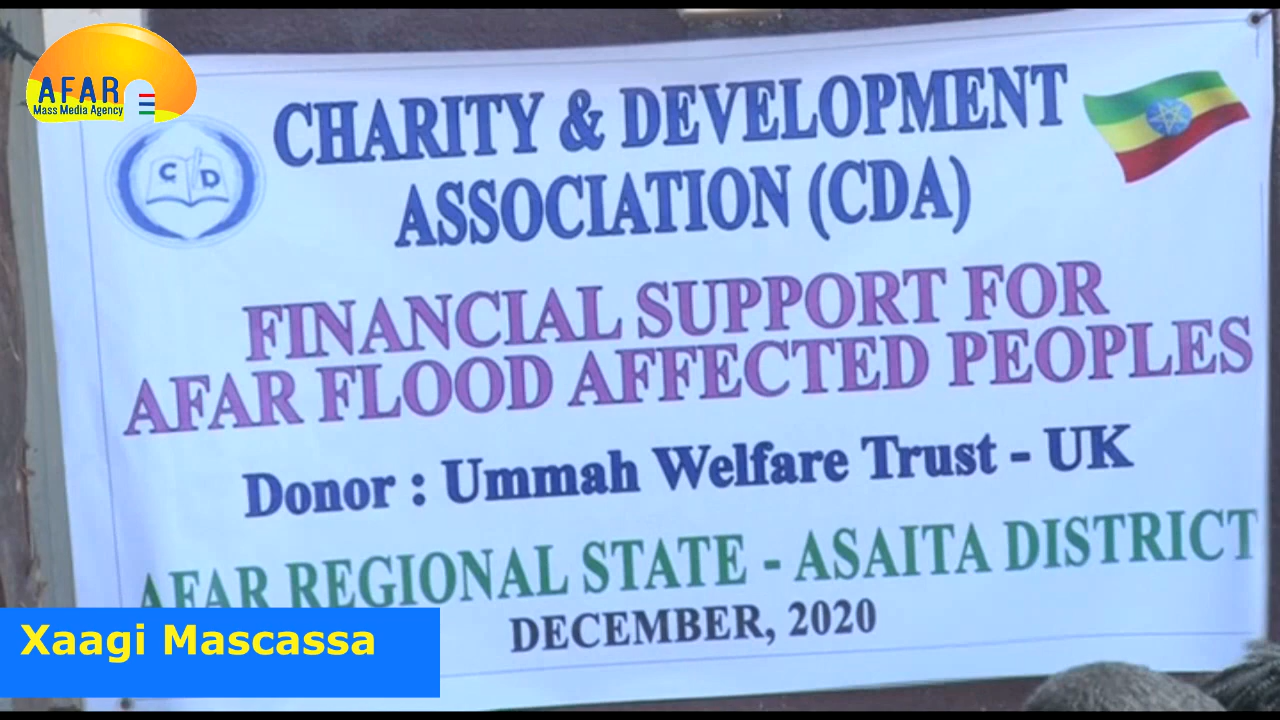 AFAR
Mass Media Agency
C D
CHARITY & DEVELOPMENT
ASSOCIATION (CDA)
FINANCIAL SUPPORT FOR
AFAR FLOOD AFFECTED PEOPLES
Donor : Ummah Welfare Trust - UK
AFAR REGIONAL STATE - ASAITA DISTRICT
DECEMBER, 2020
Xaagi Mascassa